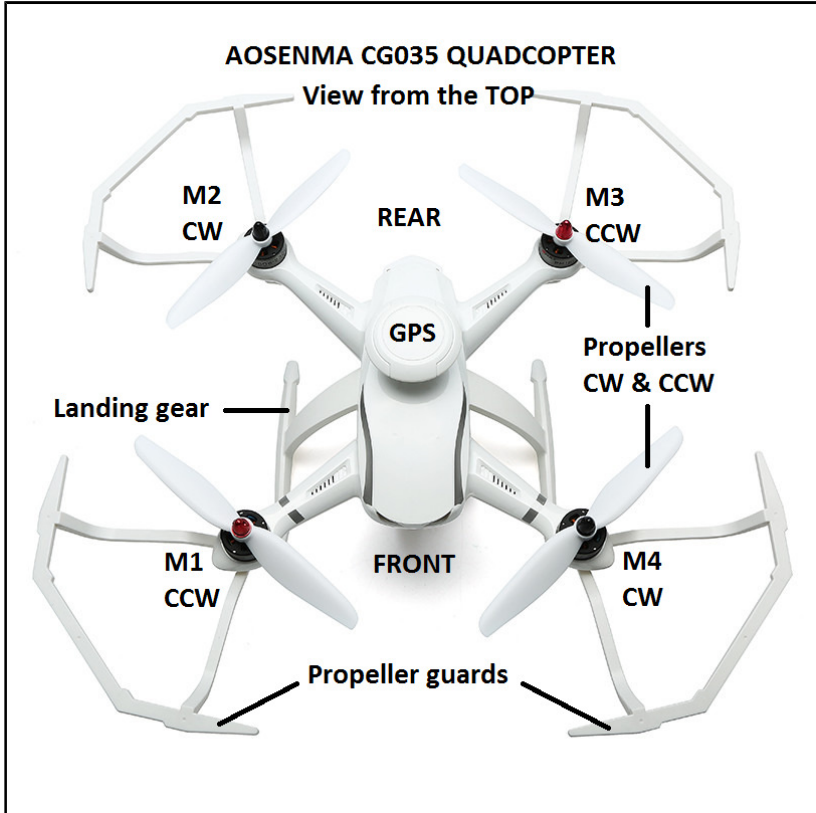 AOSENMA CG035 QUADCOPTER
View from the TOP
M2
CW
REAR
M3
CCW
GPS
Propellers
CW & CCW
Landing gear
M1
CCW
FRONT
M4
CW
Propeller guards